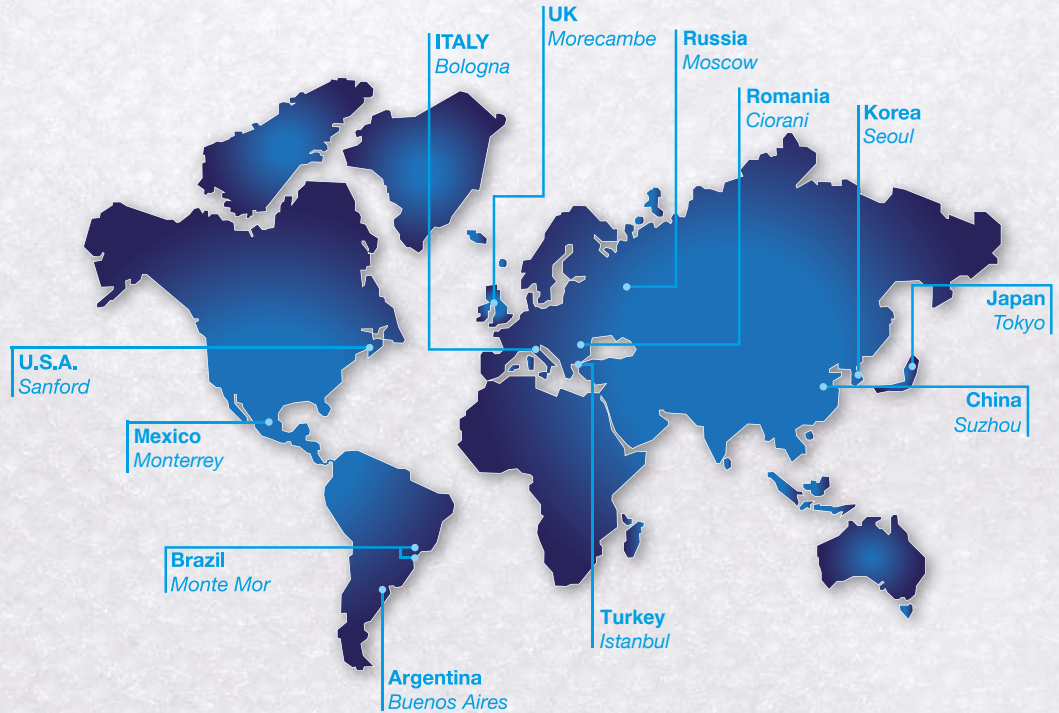 UK
Morecambe
ITALY
Bologna
Russia
Moscow
Romania
Ciorani
Korea
Seoul
Japan
Tokyo
U.S.A.
Sanford
China
Suzhou
Mexico
Monterrey
Brazil
Monte Mor
Turkey
Istanbul
Argentina
Buenos Aires